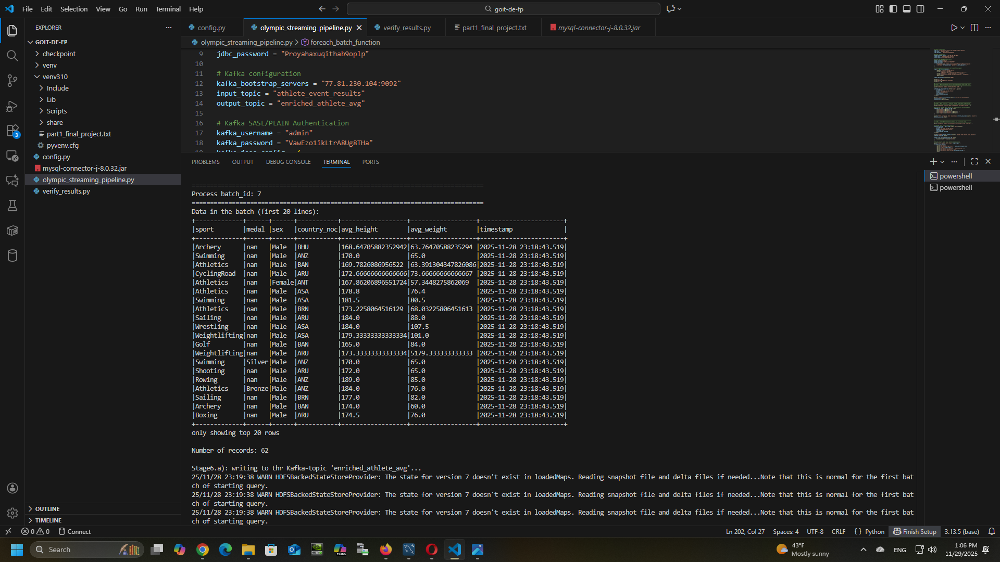 File Edit Selection View Go Run Terminal Help
goit-de-fp
EXPLORER
GOIT-DE-FP
checkpoint
venv
venv310
Include
Lib
Scripts
share
part1_final_project.txt
pyvenv.cfg
config.py
mysql-connector-j-8.0.32.jar
olympic_streaming_pipeline.py
verify_results.py
OUTLINE
TIMELINE
3
config.py olympic_streaming_pipeline.py verify_results.py part1_final_project.txt mysql-connector-j-8.0.32.jar
olympic_streaming_pipeline.py > foreach_batch_function
9 jdbc_password = "Proyahaxuqithab9oplp"
10
11 # Kafka configuration
12 kafka_bootstrap_servers = "77.81.230.104:9092"
13 input_topic = "athlete_event_results"
14 output_topic = "enriched_athlete_avg"
15
16 # Kafka SASL/PLAIN Authentication
17 kafka_username = "admin"
18 kafka_password = "VawEzo1ikLtrA8Ug8THa"
PROBLEMS OUTPUT DEBUG CONSOLE TERMINAL PORTS
powershell
powershell
================================================================================
Process batch_id: 7
================================================================================
Data in the batch (first 20 lines):
+-------------+------+------+-----------+------------------+------------------+-----------------------+
|sport |medal |sex |country_noc|avg_height |avg_weight |timestamp |
+-------------+------+------+-----------+------------------+------------------+-----------------------+
|Archery |nan |Male |BHU |168.64705882352942|63.76470588235294 |2025-11-28 23:18:43.519|
|Swimming |nan |Male |ANZ |170.0 |65.0 |2025-11-28 23:18:43.519|
|Athletics |nan |Male |BAN |169.7826086956522 |63.391304347826086|2025-11-28 23:18:43.519|
|CyclingRoad |nan |Male |ARU |172.66666666666666|73.66666666666667 |2025-11-28 23:18:43.519|
|Athletics |nan |Female|ANT |167.86206896551724|57.3448275862069 |2025-11-28 23:18:43.519|
|Athletics |nan |Male |ASA |178.8 |76.4 |2025-11-28 23:18:43.519|
|Swimming |nan |Male |ASA |181.5 |80.5 |2025-11-28 23:18:43.519|
|Athletics |nan |Male |BRN |173.2258064516129 |68.03225806451613 |2025-11-28 23:18:43.519|
|Sailing |nan |Male |ARU |184.0 |88.0 |2025-11-28 23:18:43.519|
|Wrestling |nan |Male |ASA |184.0 |107.5 |2025-11-28 23:18:43.519|
|Weightlifting|nan |Male |ASA |179.33333333333334|101.0 |2025-11-28 23:18:43.519|
|Golf |nan |Male |BAN |165.0 |84.0 |2025-11-28 23:18:43.519|
|Weightlifting|nan |Male |ARU |173.33333333333334|5179.333333333333 |2025-11-28 23:18:43.519|
|Swimming |Silver|Male |ANZ |170.0 |65.0 |2025-11-28 23:18:43.519|
|Shooting |nan |Male |ARU |172.0 |65.0 |2025-11-28 23:18:43.519|
|Rowing |nan |Male |ANZ |189.0 |85.0 |2025-11-28 23:18:43.519|
|Athletics |Bronze|Male |ANZ |184.0 |76.0 |2025-11-28 23:18:43.519|
|Sailing |nan |Male |BRN |177.0 |82.0 |2025-11-28 23:18:43.519|
|Archery |nan |Male |BAN |174.0 |60.0 |2025-11-28 23:18:43.519|
|Boxing |nan |Male |ARU |174.5 |76.0 |2025-11-28 23:18:43.519|
+-------------+------+------+-----------+------------------+------------------+-----------------------+
only showing top 20 rows
Number of records: 62
Stage6.a): writing to thr Kafka-topic 'enriched_athlete_avg'...
25/11/28 23:19:38 WARN HDFSBackedStateStoreProvider: The state for version 7 doesn't exist in loadedMaps. Reading snapshot file and delta files if needed...Note that this is normal for the first bat
ch of starting query.
25/11/28 23:19:38 WARN HDFSBackedStateStoreProvider: The state for version 7 doesn't exist in loadedMaps. Reading snapshot file and delta files if needed...Note that this is normal for the first bat
ch of starting query.
25/11/28 23:19:38 WARN HDFSBackedStateStoreProvider: The state for version 7 doesn't exist in loadedMaps. Reading snapshot file and delta files if needed...Note that this is normal for the first bat
ch of starting query.
0 0 Connect Ln 202, Col 27 Spaces: 4 UTF-8 CRLF { } Python Finish Setup 3.13.5 (base)
Search M365 43°F ENG 1:06 PM
Mostly sunny 11/29/2025